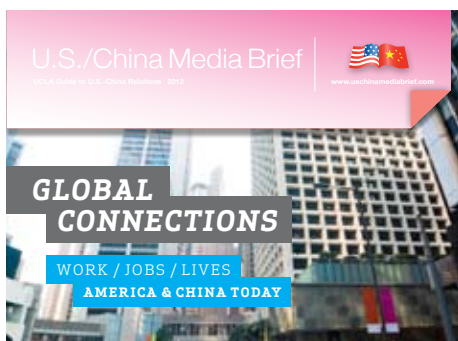 U.S./China Media Brief
UCLA Guide to U.S.-China Relations 2012
www.uschinamediabrief.com
GLOBAL
CONNECTIONS
WORK / JOBS / LIVES
AMERICA & CHINA TODAY